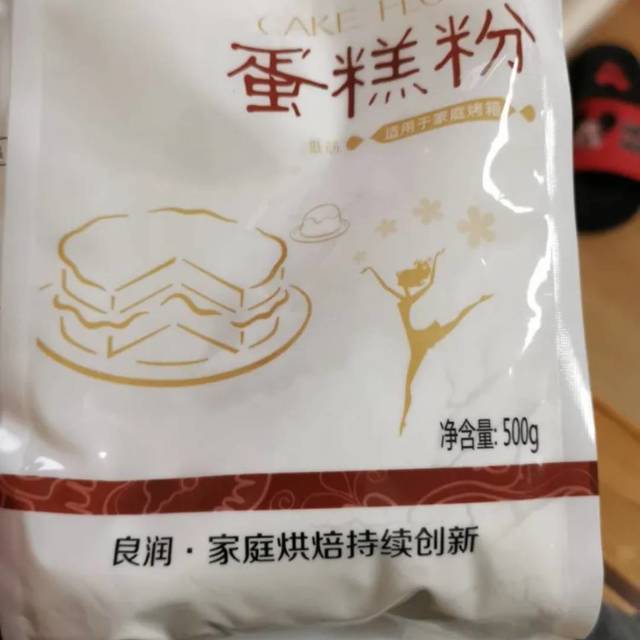 CAKE
蛋糕粉
适用于家庭烤箱
净含量: 500g
良润·家庭烘焙持续创新